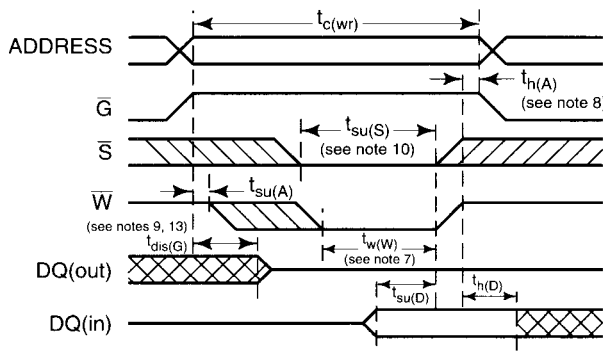 tc(wr)
ADDRESS
th(A)
(see note 8)
G̅
tsu(S)
(see note 10)
S̅
tsu(A)
W̅
(see notes 9, 13)
tdis(G)
tw(W)
(see note 7)
DQ(out)
tsu(D)
th(D)
DQ(in)